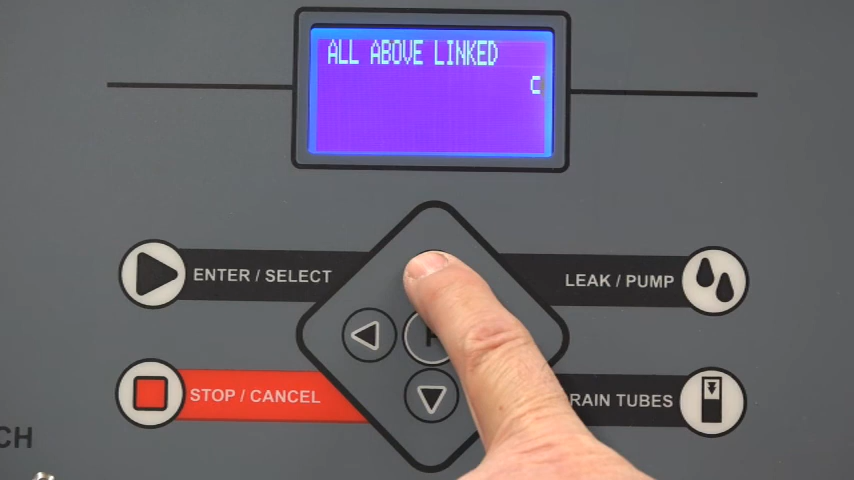 ALL ABOVE LINKED
C
ENTER / SELECT
LEAK / PUMP
STOP / CANCEL
RAIN TUBES
CH